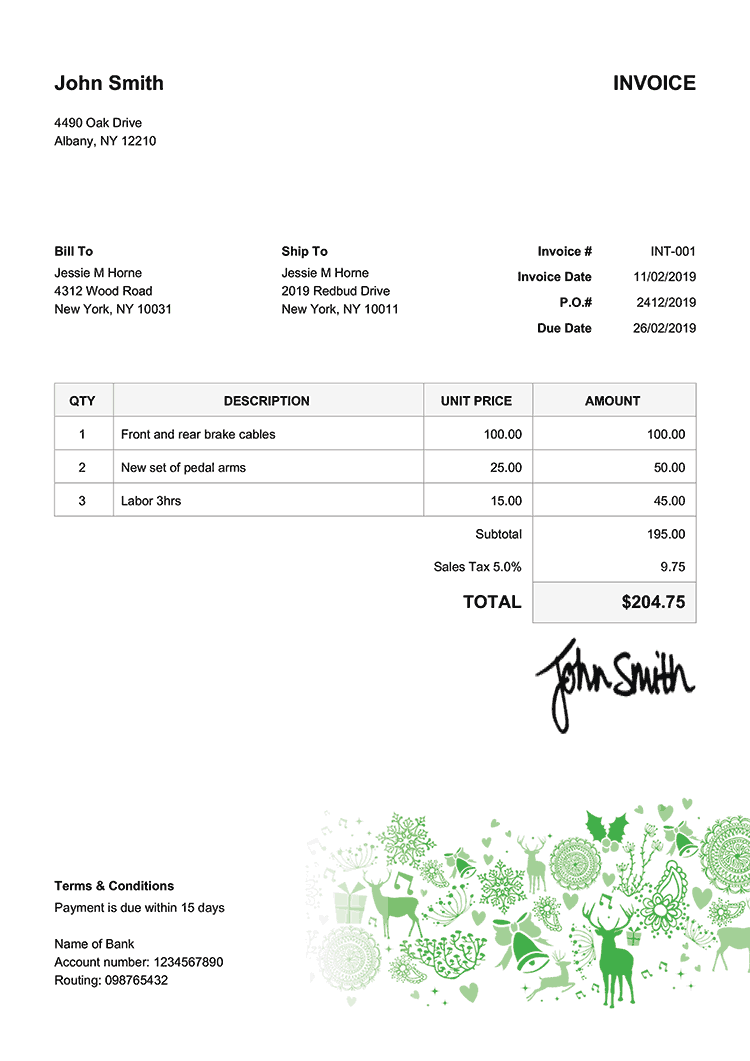 John Smith
INVOICE
4490 Oak Drive
Albany, NY 12210
Bill To
Jessie M Horne
4312 Wood Road
New York, NY 10031
Ship To
Jessie M Horne
2019 Redbud Drive
New York, NY 10011
Invoice # INT-001
Invoice Date 11/02/2019
P.O.# 2412/2019
Due Date 26/02/2019
QTY DESCRIPTION UNIT PRICE AMOUNT
1 Front and rear brake cables 100.00 100.00
2 New set of pedal arms 25.00 50.00
3 Labor 3hrs 15.00 45.00
Subtotal 195.00
Sales Tax 5.0% 9.75
TOTAL $204.75
John Smith
Terms & Conditions
Payment is due within 15 days
Name of Bank
Account number: 1234567890
Routing: 098765432